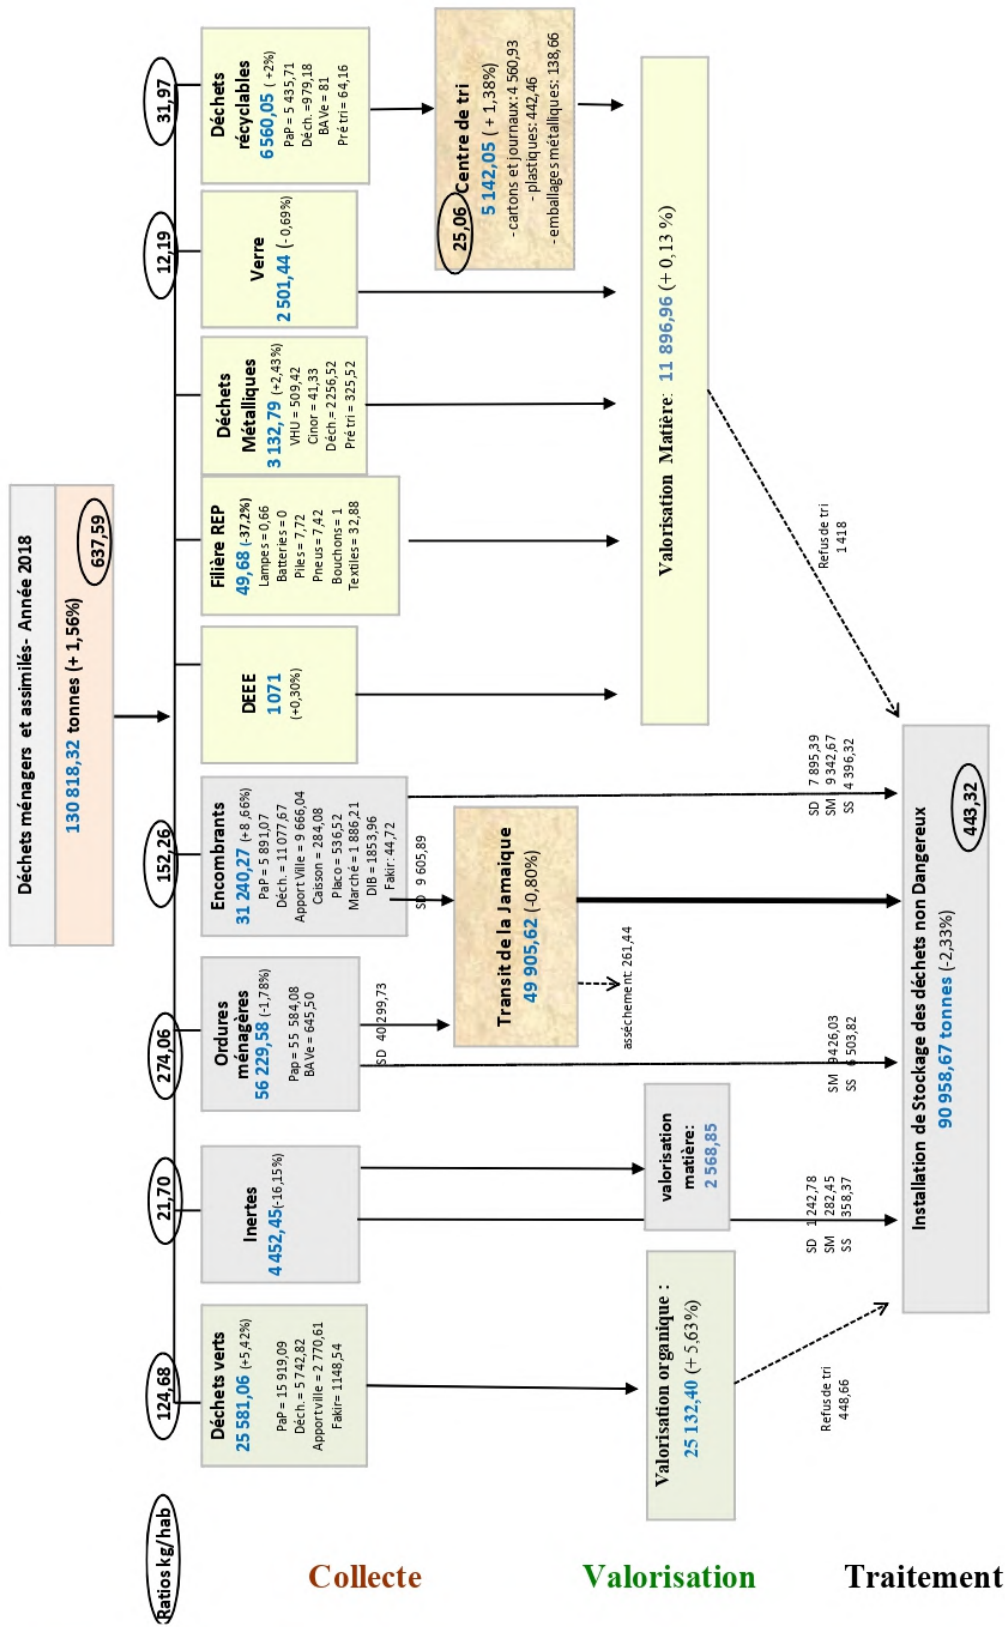 Déchets ménagers et assimilés- Année 2018
130 818,32 tonnes (+ 1,56%)
637,59
Ratios kg/hab
124,68
21,70
274,06
152,26
12,19
31,97
Collecte
Déchets verts
25 581,06 (+5,42%)
PaP = 15 919,09
Déch.= 5 742,82
Apport ville = 2 770,61
Fakir= 1148,54
Inertes
4 452,45(-16,15%)
Ordures
ménagères
56 229,58 (-1,78%)
Pap= 55 584,08
BAVe = 645,50
Encombrants
31 240,27 (+8,66%)
PaP = 5 891,07
Déch. = 11077,67
Apport Ville = 9 666,04
Caisson = 284,08
Placo = 536,52
Marché = 1 886,21
DIB = 1853,96
Fakir: 44,72
DEEE
1071
(+0,30%)
Filière REP
49,68 (-37,2%)
Lampes = 0,66
Batteries = 0
Piles = 7,72
Pneus = 7,42
Bouchons = 1
Textiles = 32,88
Déchets
Métalliques
3 132,79 (+2,43%)
VHU = 509,42
Cinor = 41,33
Déch.= 2256,52
Pré tri = 325,52
Verre
2 501,44 (- 0,69%)
Déchets
récyclables
6 560,05 ( +2%)
PaP = 5 435,71
Déch. =979,18
BAVe = 81
Pré tri = 64,16
SD 40 299,73
SD 9 605,89
Transit de la Jamaique
49 905,62 (-0,80%)
asséchement: 261,44
25,06 Centre de tri
5 142,05 ( + 1,38%)
- cartons et journaux: 4 560,93
- plastiques: 442,46
- emballages métalliques: 138,66
Valorisation
Valorisation organique :
25 132,40 (+ 5,63 %)
valorisation
matière:
2 568,85
Valorisation Matière: 11 896,96 (+ 0,13 %)
Refus de tri
448,66
SD 1 242,78
SM 282,45
SS 358,37
SM 9426,03
SS 6 503,82
SD 7 895,39
SM 9 342,67
SS 4 396,32
Refus de tri
1 418
Traitement
Installation de Stockage des déchets non Dangereux
90 958,67 tonnes (-2,33%)
443,32